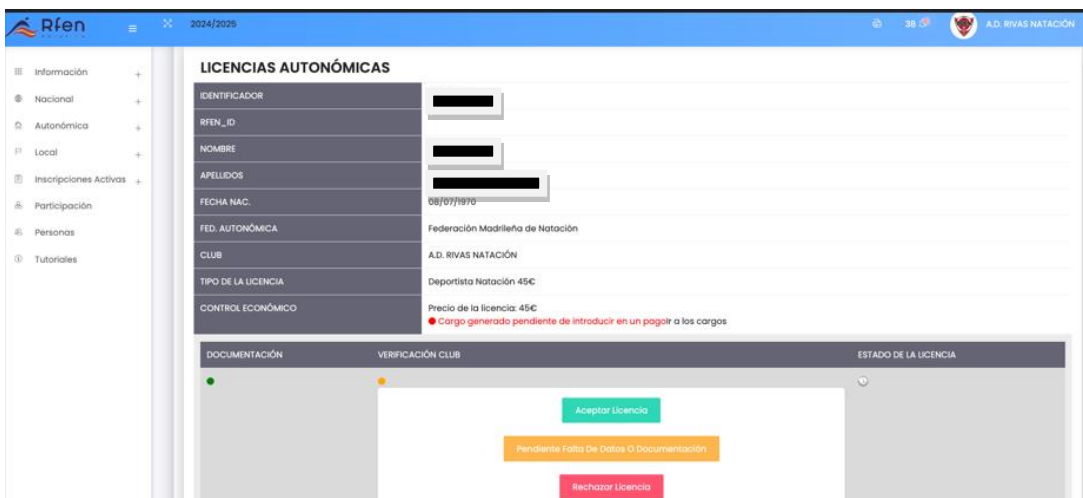 Rfen
2024/2025
38
A.D. RIVAS NATACIÓN
Información
Nacional
Autonómica
Local
Inscripciones Activas
Participación
Personas
Tutoriales
LICENCIAS AUTONÓMICAS
IDENTIFICADOR
RFEN_ID
NOMBRE
APELLIDOS
FECHA NAC. 08/07/1970
FED. AUTONÓMICA Federación Madrileña de Natación
CLUB A.D. RIVAS NATACIÓN
TIPO DE LA LICENCIA Deportista Natación 45€
CONTROL ECONÓMICO Precio de la licencia: 45€
Cargo generado pendiente de introducir en un pagoIr a los cargos
DOCUMENTACIÓN VERIFICACIÓN CLUB ESTADO DE LA LICENCIA
Aceptar Licencia
Pendiente Falta De Datos O Documentación
Rechazar Licencia